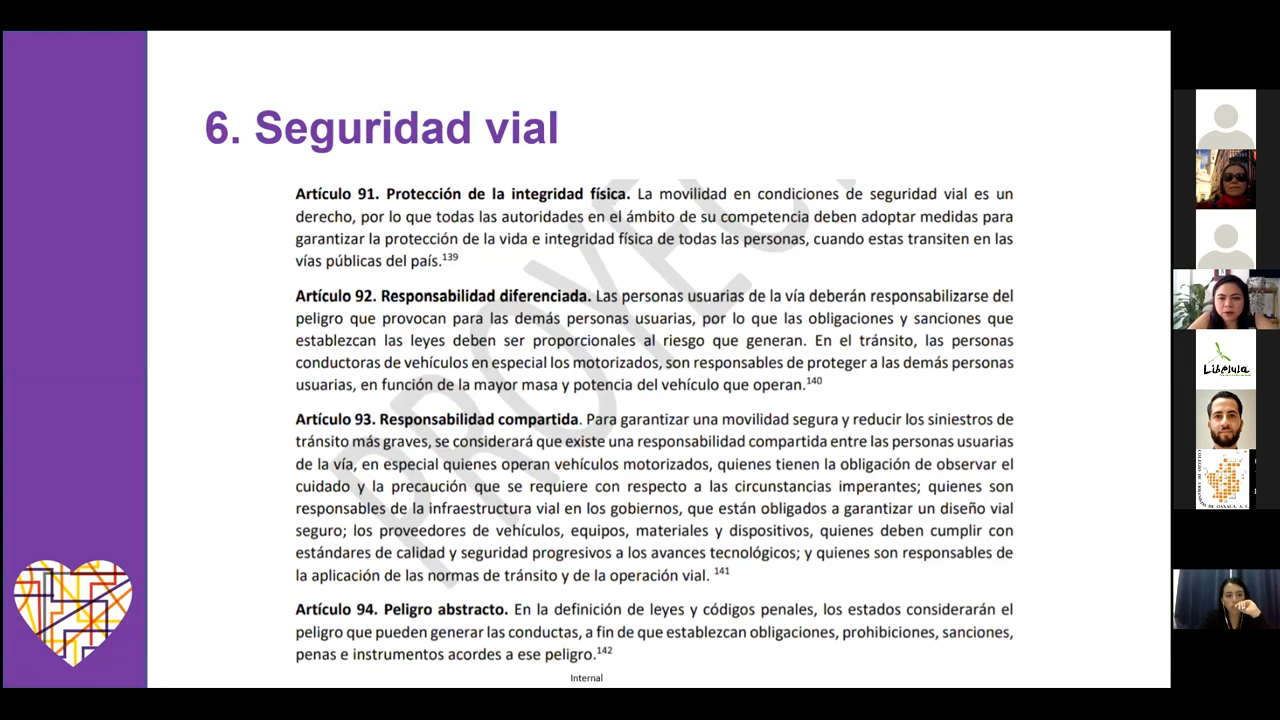 6. Seguridad vial
Artículo 91. Protección de la integridad física. La movilidad en condiciones de seguridad vial es un
derecho, por lo que todas las autoridades en el ámbito de su competencia deben adoptar medidas para
garantizar la protección de la vida e integridad física de todas las personas, cuando estas transiten en las
vías públicas del país.139
Artículo 92. Responsabilidad diferenciada. Las personas usuarias de la vía deberán responsabilizarse del
peligro que provocan para las demás personas usuarias, por lo que las obligaciones y sanciones que
establezcan las leyes deben ser proporcionales al riesgo que generan. En el tránsito, las personas
conductoras de vehículos en especial los motorizados, son responsables de proteger a las demás personas
usuarias, en función de la mayor masa y potencia del vehículo que operan.140
Artículo 93. Responsabilidad compartida. Para garantizar una movilidad segura y reducir los siniestros de
tránsito más graves, se considerará que existe una responsabilidad compartida entre las personas usuarias
de la vía, en especial quienes operan vehículos motorizados, quienes tienen la obligación de observar el
cuidado y la precaución que se requiere con respecto a las circunstancias imperantes; quienes son
responsables de la infraestructura vial en los gobiernos, que están obligados a garantizar un diseño vial
seguro; los proveedores de vehículos, equipos, materiales y dispositivos, quienes deben cumplir con
estándares de calidad y seguridad progresivos a los avances tecnológicos; y quienes son responsables de
la aplicación de las normas de tránsito y de la operación vial. 141
Artículo 94. Peligro abstracto. En la definición de leyes y códigos penales, los estados considerarán el
peligro que pueden generar las conductas, a fin de que establezcan obligaciones, prohibiciones, sanciones,
penas e instrumentos acordes a ese peligro.142
Internal
PROYEC
Libélula
DE OAXACA, A. C.